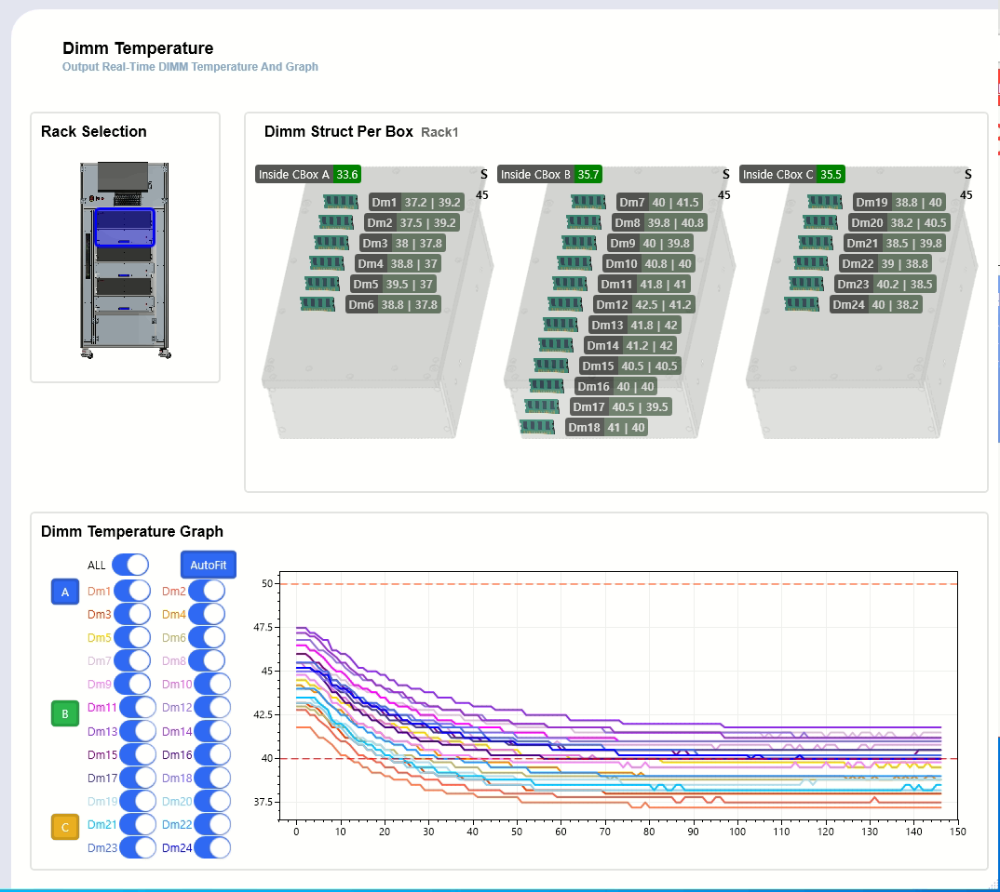 Dimm Temperature
Output Real-Time DIMM Temperature And Graph
Rack Selection
Dimm Struct Per Box Rack1
Inside CBox A 33.6
S
45
Dm1 37.2 | 39.2
Dm2 37.5 | 39.2
Dm3 38 | 37.8
Dm4 38.8 | 37
Dm5 39.5 | 37
Dm6 38.8 | 37.8
Inside CBox B 35.7
S
45
Dm7 40 | 41.5
Dm8 39.8 | 40.8
Dm9 40 | 39.8
Dm10 40.8 | 40
Dm11 41.8 | 41
Dm12 42.5 | 41.2
Dm13 41.8 | 42
Dm14 41.2 | 42
Dm15 40.5 | 40.5
Dm16 40 | 40
Dm17 40.5 | 39.5
Dm18 41 | 40
Inside CBox C 35.5
S
45
Dm19 38.8 | 40
Dm20 38.2 | 40.5
Dm21 38.5 | 39.8
Dm22 39 | 38.8
Dm23 40.2 | 38.5
Dm24 40 | 38.2
Dimm Temperature Graph
ALL AutoFit
A Dm1 Dm2
Dm3 Dm4
Dm5 Dm6
Dm7 Dm8
Dm9 Dm10
B Dm11 Dm12
Dm13 Dm14
Dm15 Dm16
Dm17 Dm18
Dm19 Dm20
C Dm21 Dm22
Dm23 Dm24
50
47.5
45
42.5
40
37.5
0 10 20 30 40 50 60 70 80 90 100 110 120 130 140 150